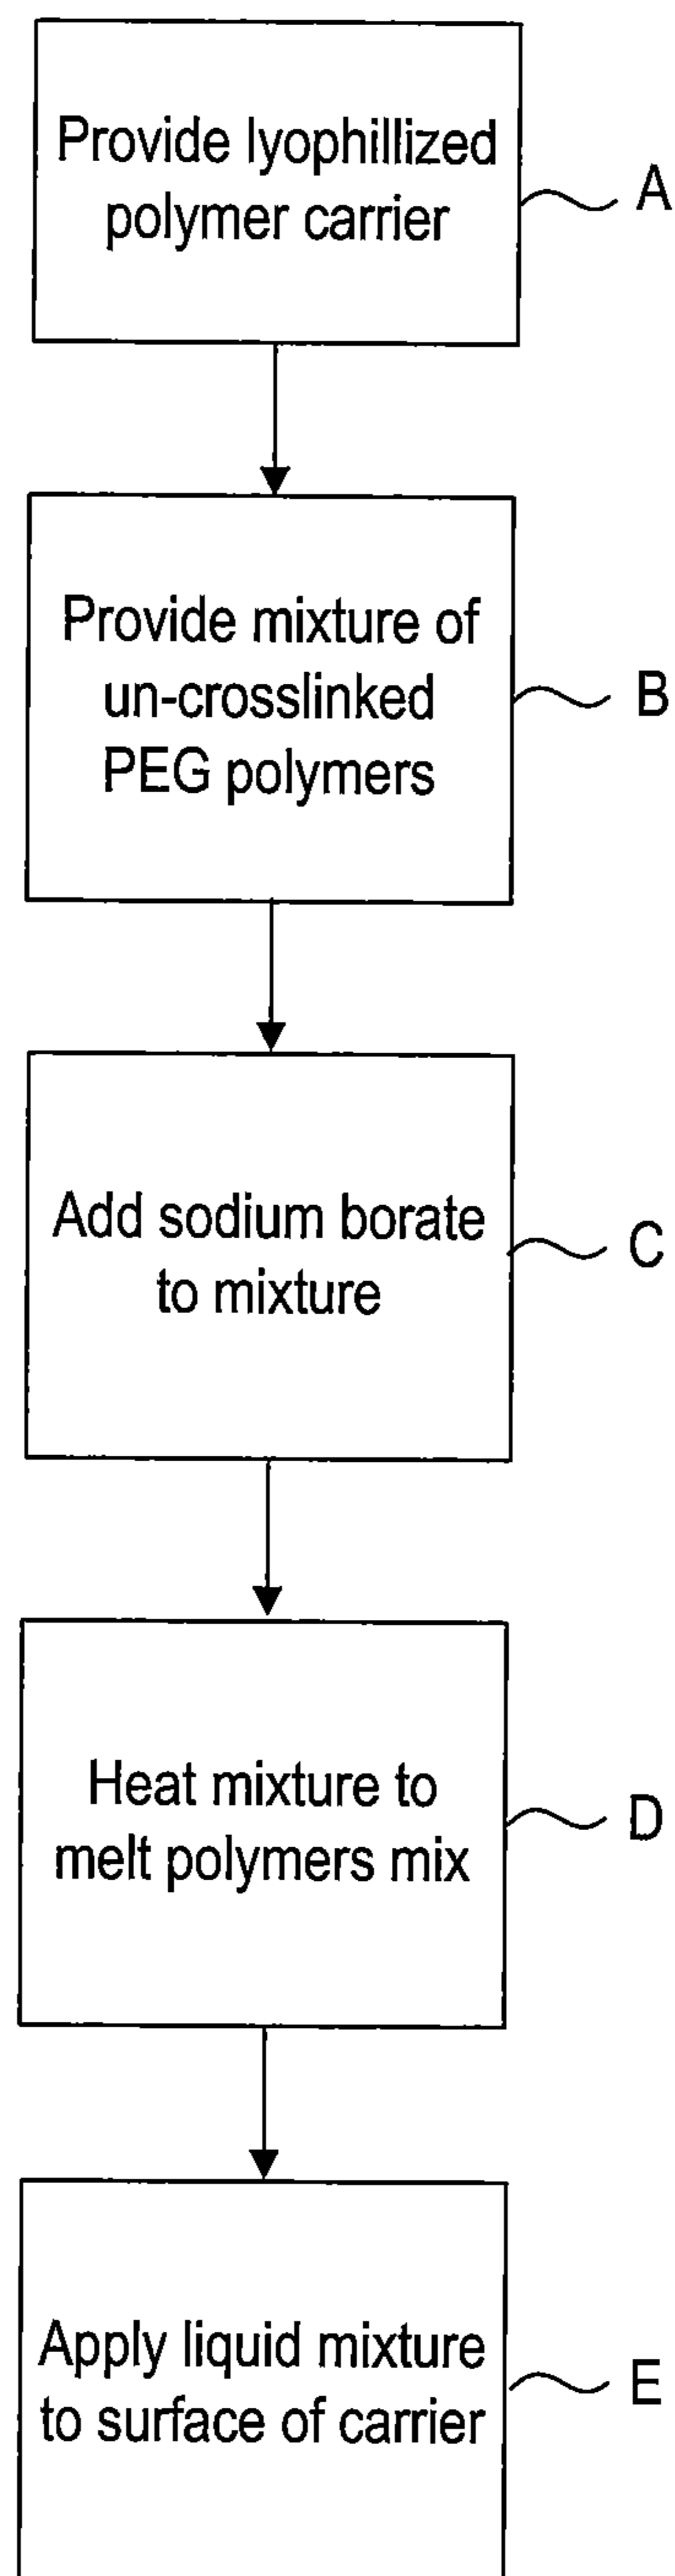 Provide lyophillized
polymer carrier
A
Provide mixture of
un-crosslinked
PEG polymers
B
Add sodium borate
to mixture
C
Heat mixture to
melt polymers mix
D
Apply liquid mixture
to surface of carrier
E